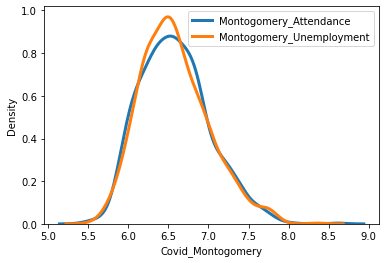 Montogomery_Attendance
Montogomery_Unemployment
1.0
0.8
0.6
0.4
0.2
0.0
Density
5.0 5.5 6.0 6.5 7.0 7.5 8.0 8.5 9.0
Covid_Montogomery